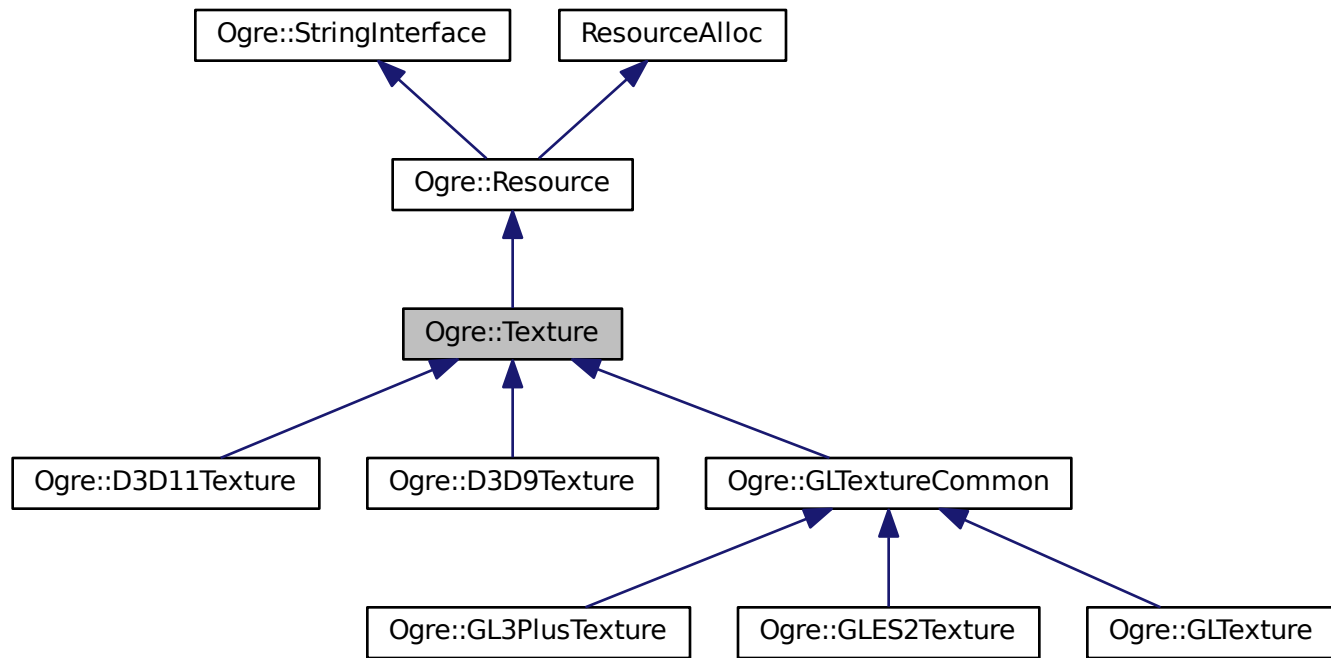 Ogre::StringInterface
ResourceAlloc
Ogre::Resource
Ogre::Texture
Ogre::D3D11Texture
Ogre::D3D9Texture
Ogre::GLTextureCommon
Ogre::GL3PlusTexture
Ogre::GLES2Texture
Ogre::GLTexture